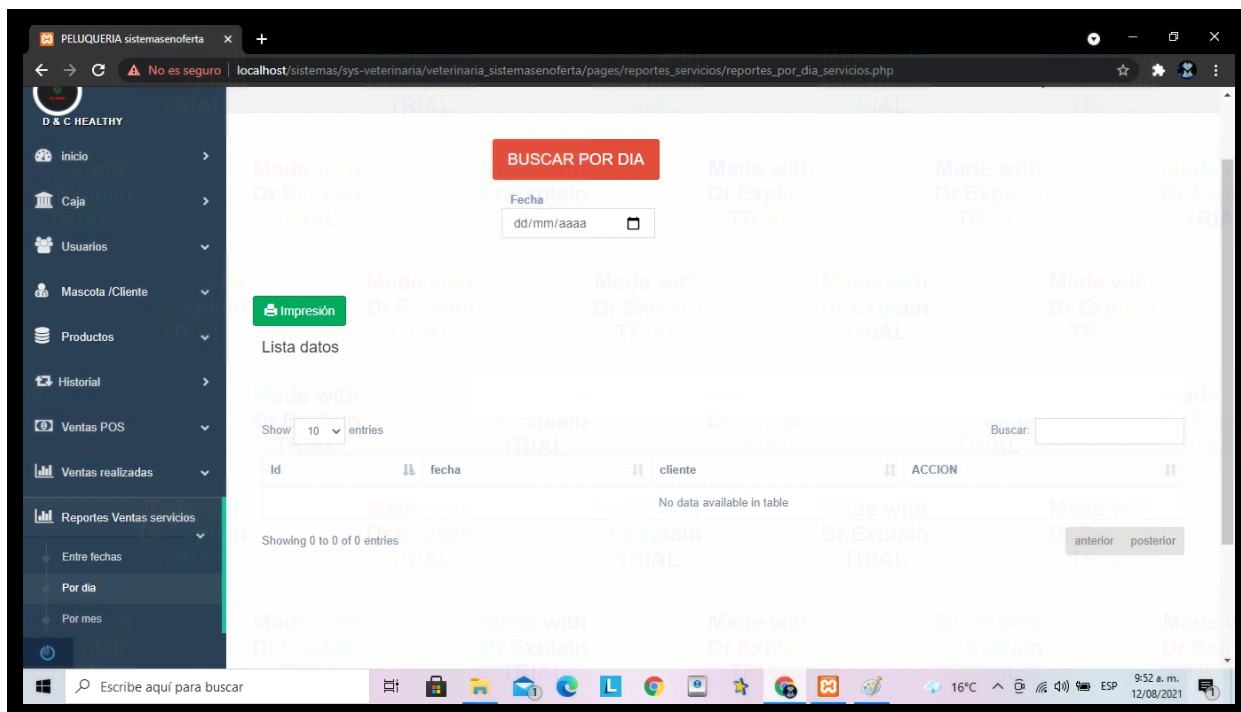 PELUQUERIA sistemasenoferta
No es seguro
localhost/sistemas/sys-veterinaria/veterinaria_sistemasenoferta/pages/reportes_servicios/reportes_por_dia_servicios.php
D & C HEALTHY
inicio
Caja
Usuarios
Mascota /Cliente
Productos
Historial
Ventas POS
Ventas realizadas
Reportes Ventas servicios
Entre fechas
Por dia
Por mes
BUSCAR POR DIA
Fecha
dd/mm/aaaa
Impresión
Lista datos
Show 10 entries
Buscar:
Id fecha cliente ACCION
No data available in table
Showing 0 to 0 of 0 entries
anterior posterior
Made with
Dr.Explain
TRIAL
Escribe aquí para buscar
16°C
ESP
9:52 a. m.
12/08/2021